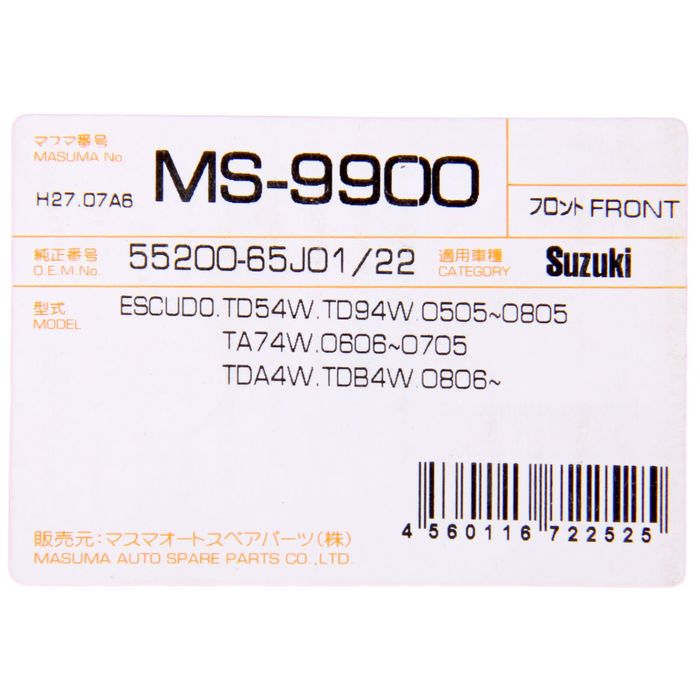 マスマ番号
MASUMA No.
MS-9900
H27.07A6
フロント FRONT
純正番号
O.E.M.No.
55200-65J01/22
適用車種
CATEGORY
Suzuki
型式
MODEL
ESCUDO.TD54W.TD94W.0505~0805
TA74W.0606~0705
TDA4W.TDB4W.0806~
4 560116 722525
販売元：マスマオートスペアパーツ(株)
MASUMA AUTO SPARE PARTS CO.,LTD.